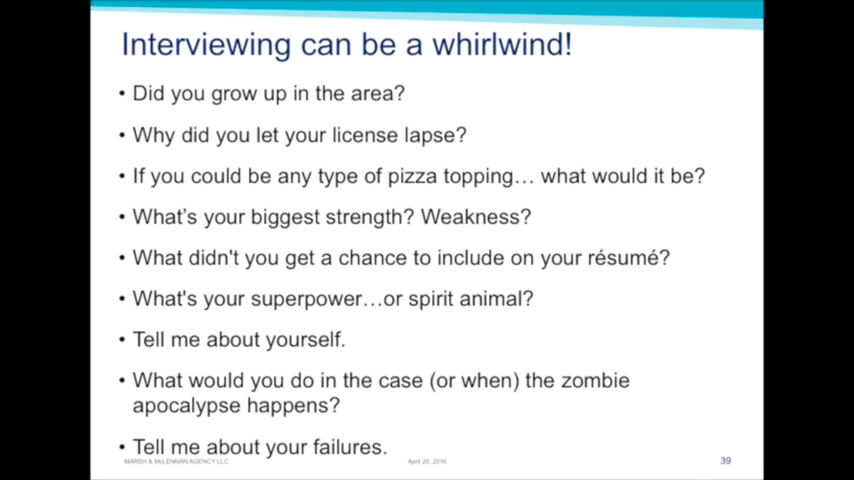 Interviewing can be a whirlwind!
• Did you grow up in the area?
• Why did you let your license lapse?
• If you could be any type of pizza topping… what would it be?
• What’s your biggest strength? Weakness?
• What didn't you get a chance to include on your résumé?
• What's your superpower…or spirit animal?
• Tell me about yourself.
• What would you do in the case (or when) the zombie
apocalypse happens?
• Tell me about your failures.
MARSH & McLENNAN AGENCY LLC
April 28, 2016
39